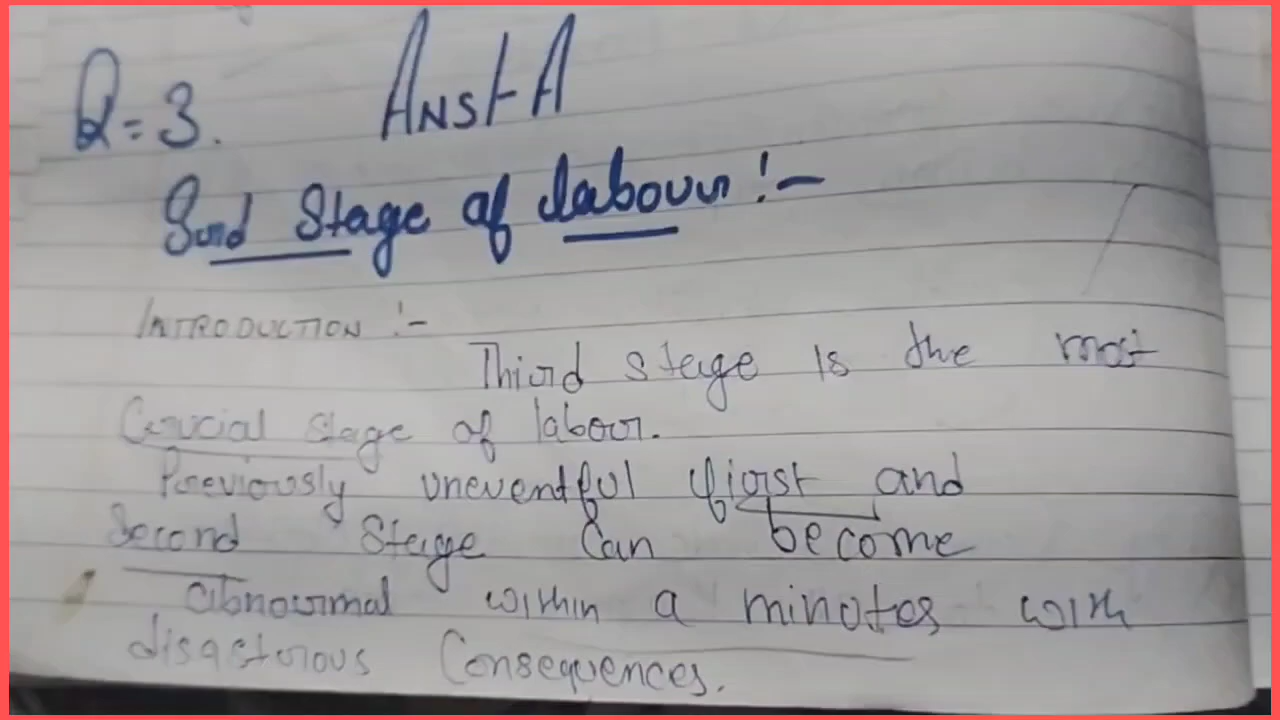 Q=3. Ans+A
3rd Stage of labour :-
INTRODUCTION :-
Third stage is the most
Crucial stage of labour.
Previously uneventful first and
Second Stage Can become
abnormal within a minutes with
disastrous Consequences.